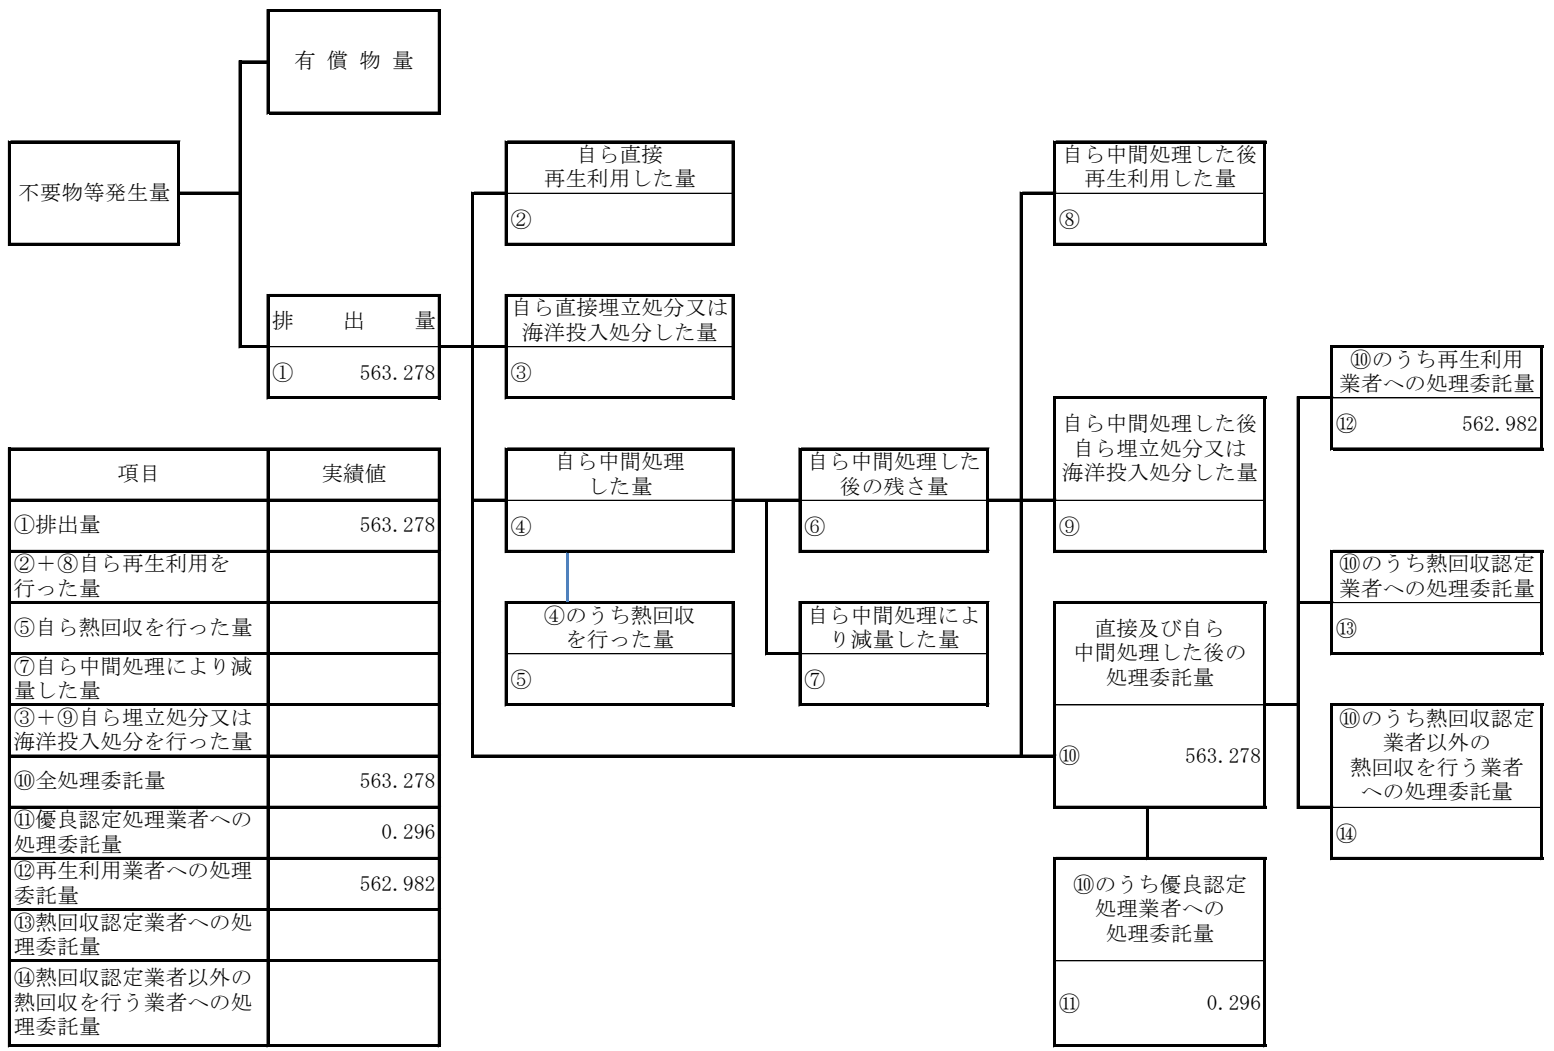 有償物量
不要物等発生量
排出量
① 563.278
自ら直接
再生利用した量
②
自ら直接埋立処分又は
海洋投入処分した量
③
自ら中間処理
した量
④
④のうち熱回収
を行った量
⑤
自ら中間処理した
後の残さ量
⑥
自ら中間処理によ
り減量した量
⑦
自ら中間処理した後
再生利用した量
⑧
自ら中間処理した後
自ら埋立処分又は
海洋投入処分した量
⑨
直接及び自ら
中間処理した後の
処理委託量
⑩ 563.278
⑩のうち優良認定
処理業者への
処理委託量
⑪ 0.296
⑩のうち再生利用
業者への処理委託量
⑫ 562.982
⑩のうち熱回収認定
業者への処理委託量
⑬
⑩のうち熱回収認定
業者以外の
熱回収を行う業者
への処理委託量
⑭
項目 実績値
①排出量 563.278
②+⑧自ら再生利用を
行った量
⑤自ら熱回収を行った量
⑦自ら中間処理により減
量した量
③+⑨自ら埋立処分又は
海洋投入処分を行った量
⑩全処理委託量 563.278
⑪優良認定処理業者への
処理委託量 0.296
⑫再生利用業者への処理
委託量 562.982
⑬熱回収認定業者への処
理委託量
⑭熱回収認定業者以外の
熱回収を行う業者への処
理委託量